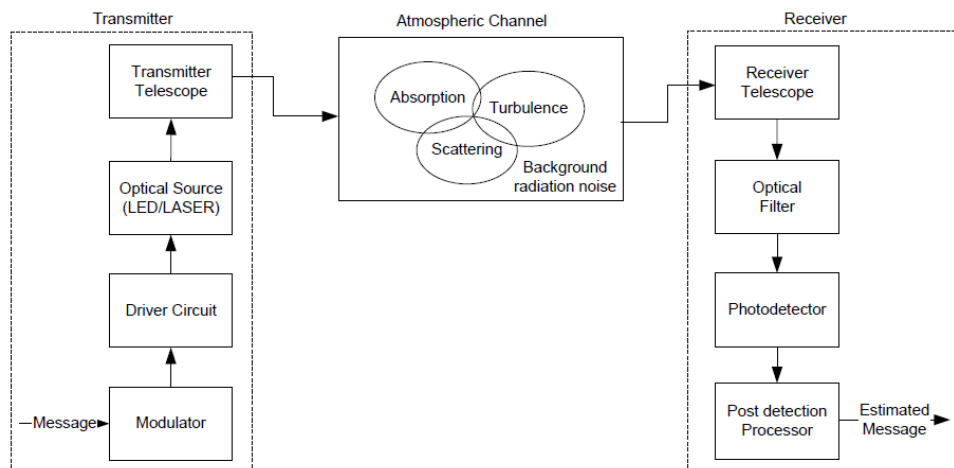 Transmitter
Atmospheric Channel
Receiver
Transmitter
Telescope
Optical Source
(LED/LASER)
Driver Circuit
Modulator
Message
Absorption
Turbulence
Scattering
Background
radiation noise
Receiver
Telescope
Optical
Filter
Photodetector
Post detection
Processor
Estimated
Message